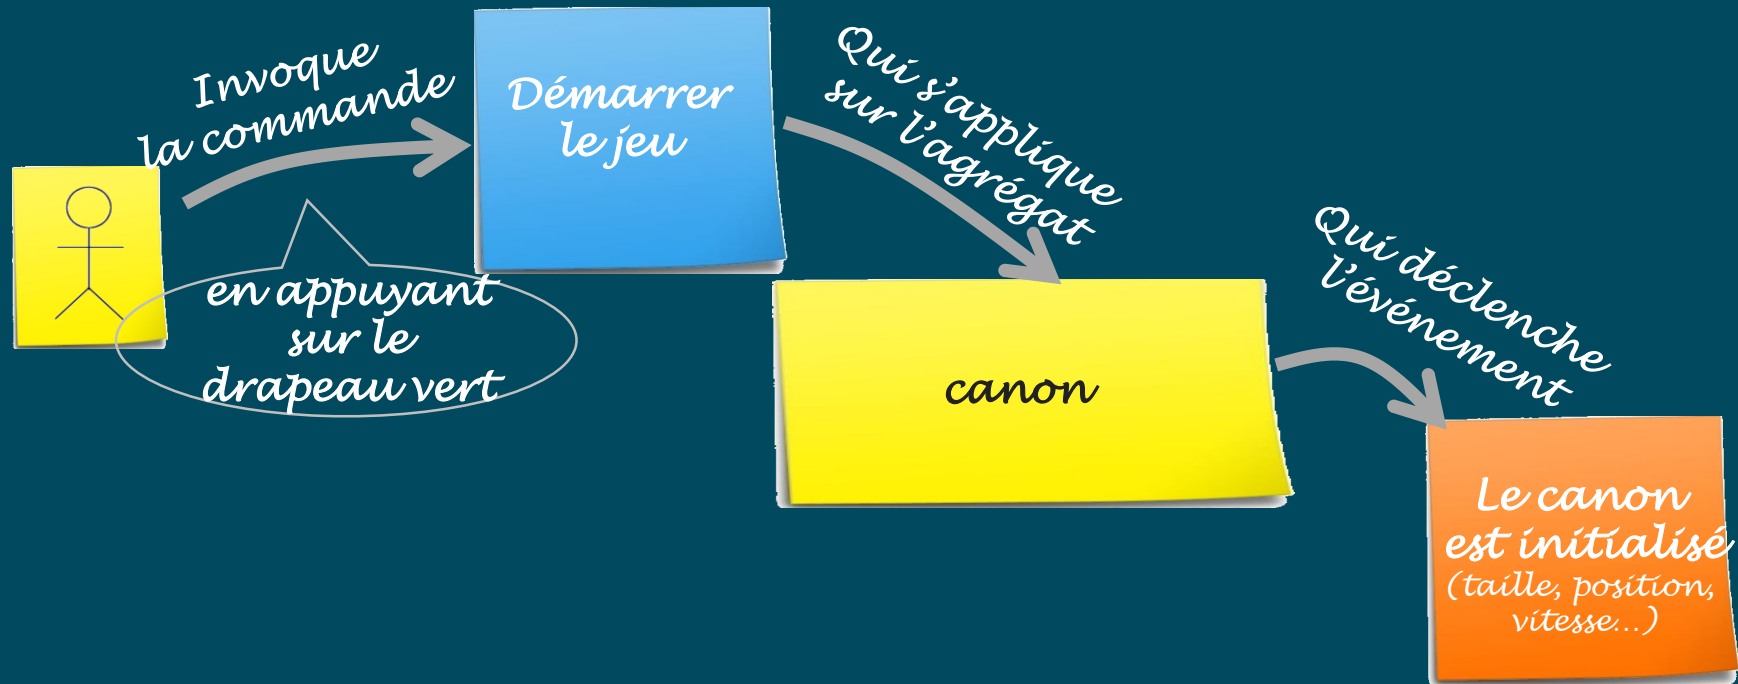 Invoque
la commande
en appuyant
sur le
drapeau vert
Démarrer
le jeu
Qui s'applique
sur l'agrégat
canon
Qui déclenche
l'événement
Le canon
est initialisé
(taille, position,
vitesse...)